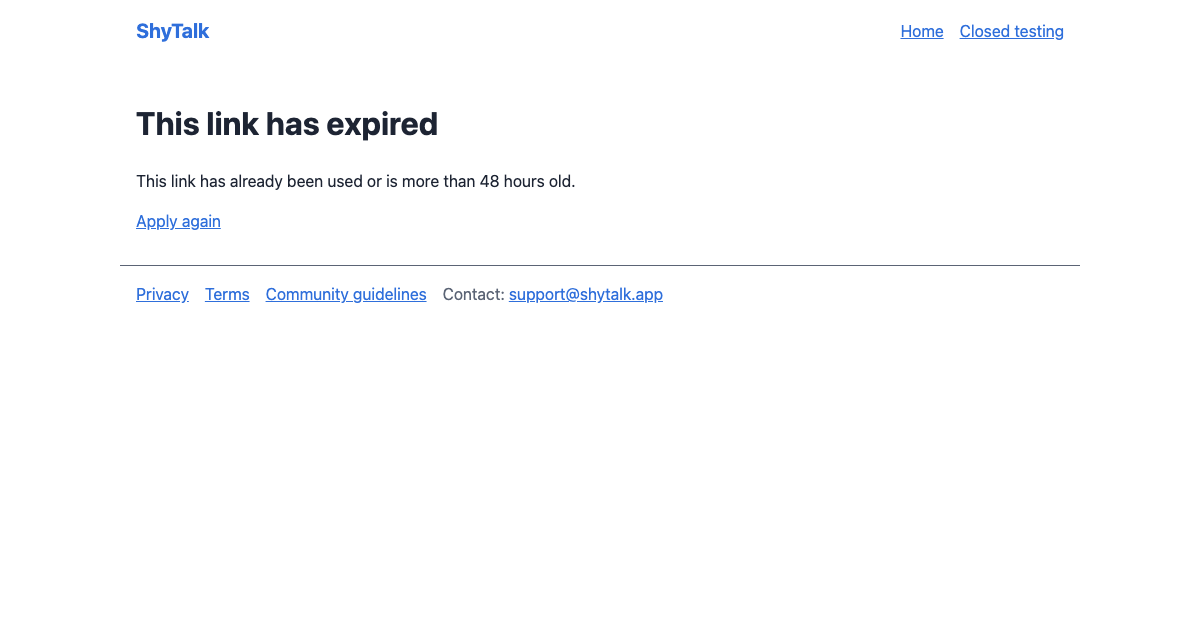 ShyTalk
Home Closed testing
This link has expired
This link has already been used or is more than 48 hours old.
Apply again
Privacy Terms Community guidelines Contact: support@shytalk.app